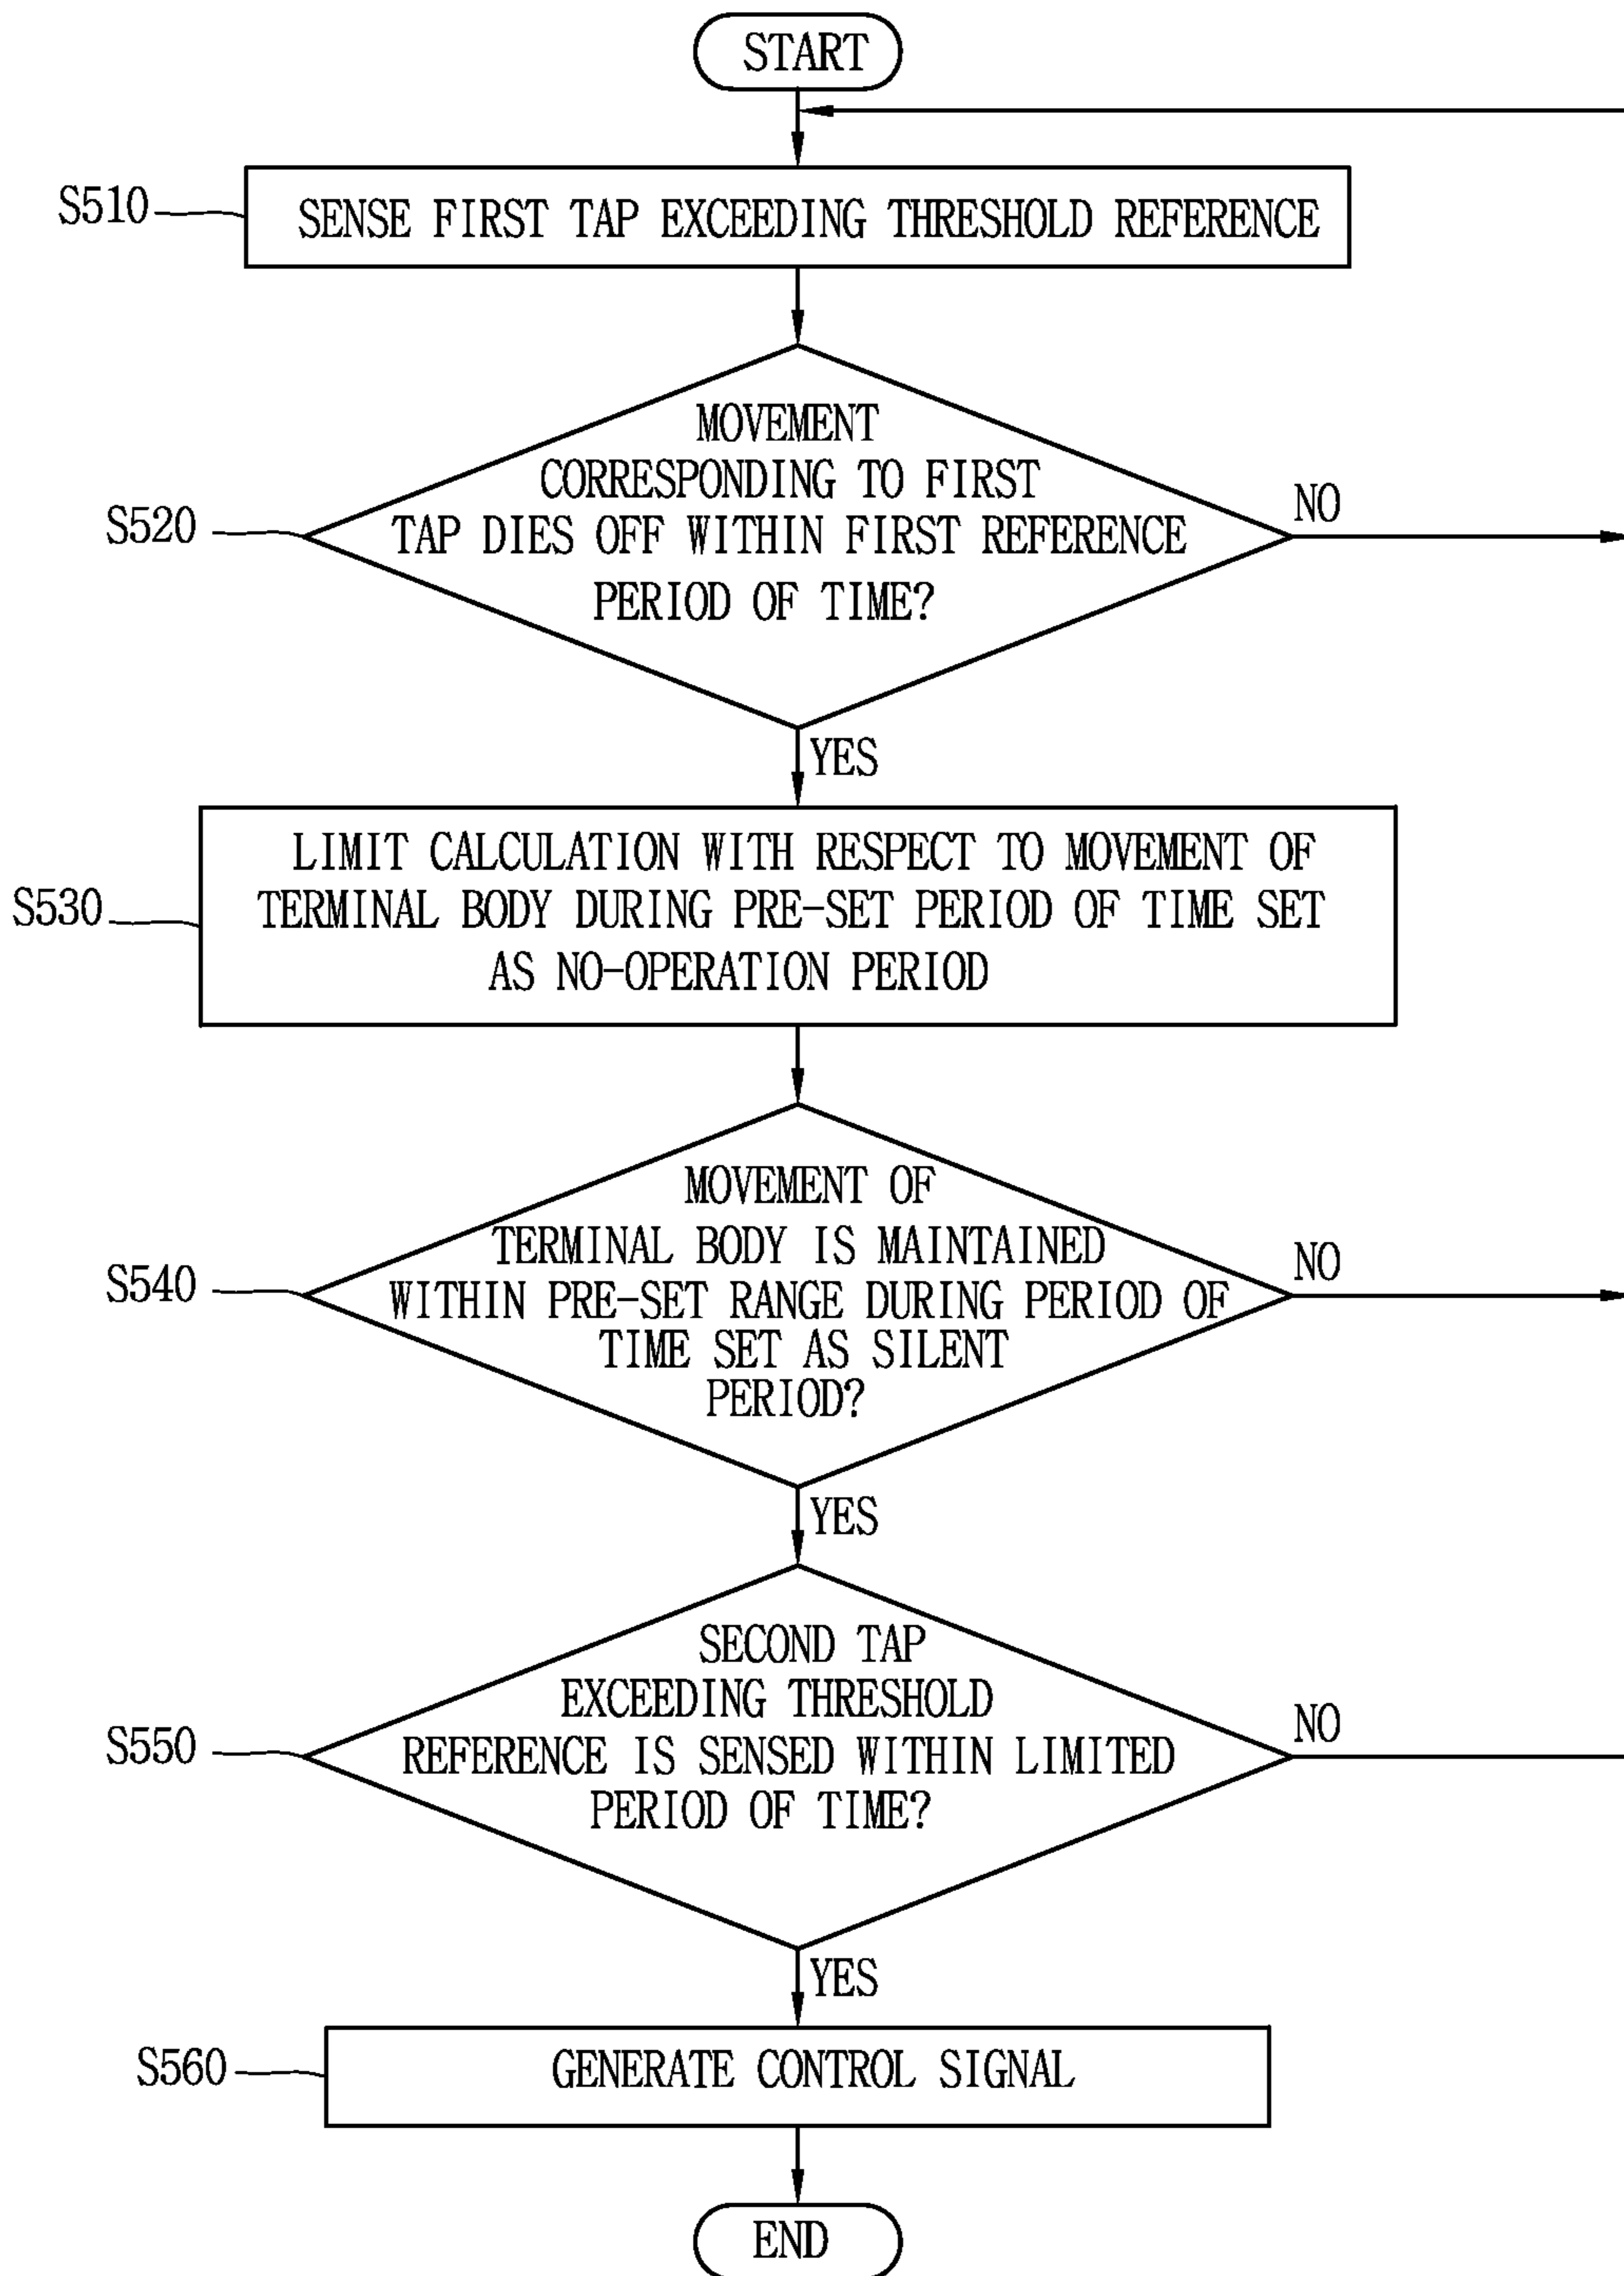 START
S510
SENSE FIRST TAP EXCEEDING THRESHOLD REFERENCE
MOVEMENT
CORRESPONDING TO FIRST
TAP DIES OFF WITHIN FIRST REFERENCE
PERIOD OF TIME?
S520
NO
YES
LIMIT CALCULATION WITH RESPECT TO MOVEMENT OF
TERMINAL BODY DURING PRE-SET PERIOD OF TIME SET
AS NO-OPERATION PERIOD
S530
MOVEMENT OF
TERMINAL BODY IS MAINTAINED
WITHIN PRE-SET RANGE DURING PERIOD OF
TIME SET AS SILENT
PERIOD?
S540
NO
YES
SECOND TAP
EXCEEDING THRESHOLD
REFERENCE IS SENSED WITHIN LIMITED
PERIOD OF TIME?
S550
NO
YES
S560
GENERATE CONTROL SIGNAL
END